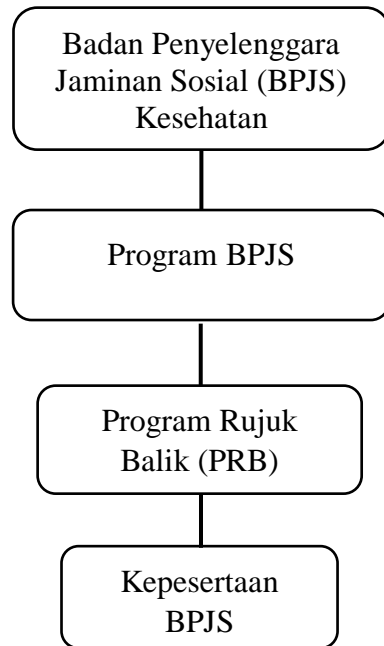 Badan Penyelenggara
Jaminan Sosial (BPJS)
Kesehatan
Program BPJS
Program Rujuk
Balik (PRB)
Kepesertaan
BPJS